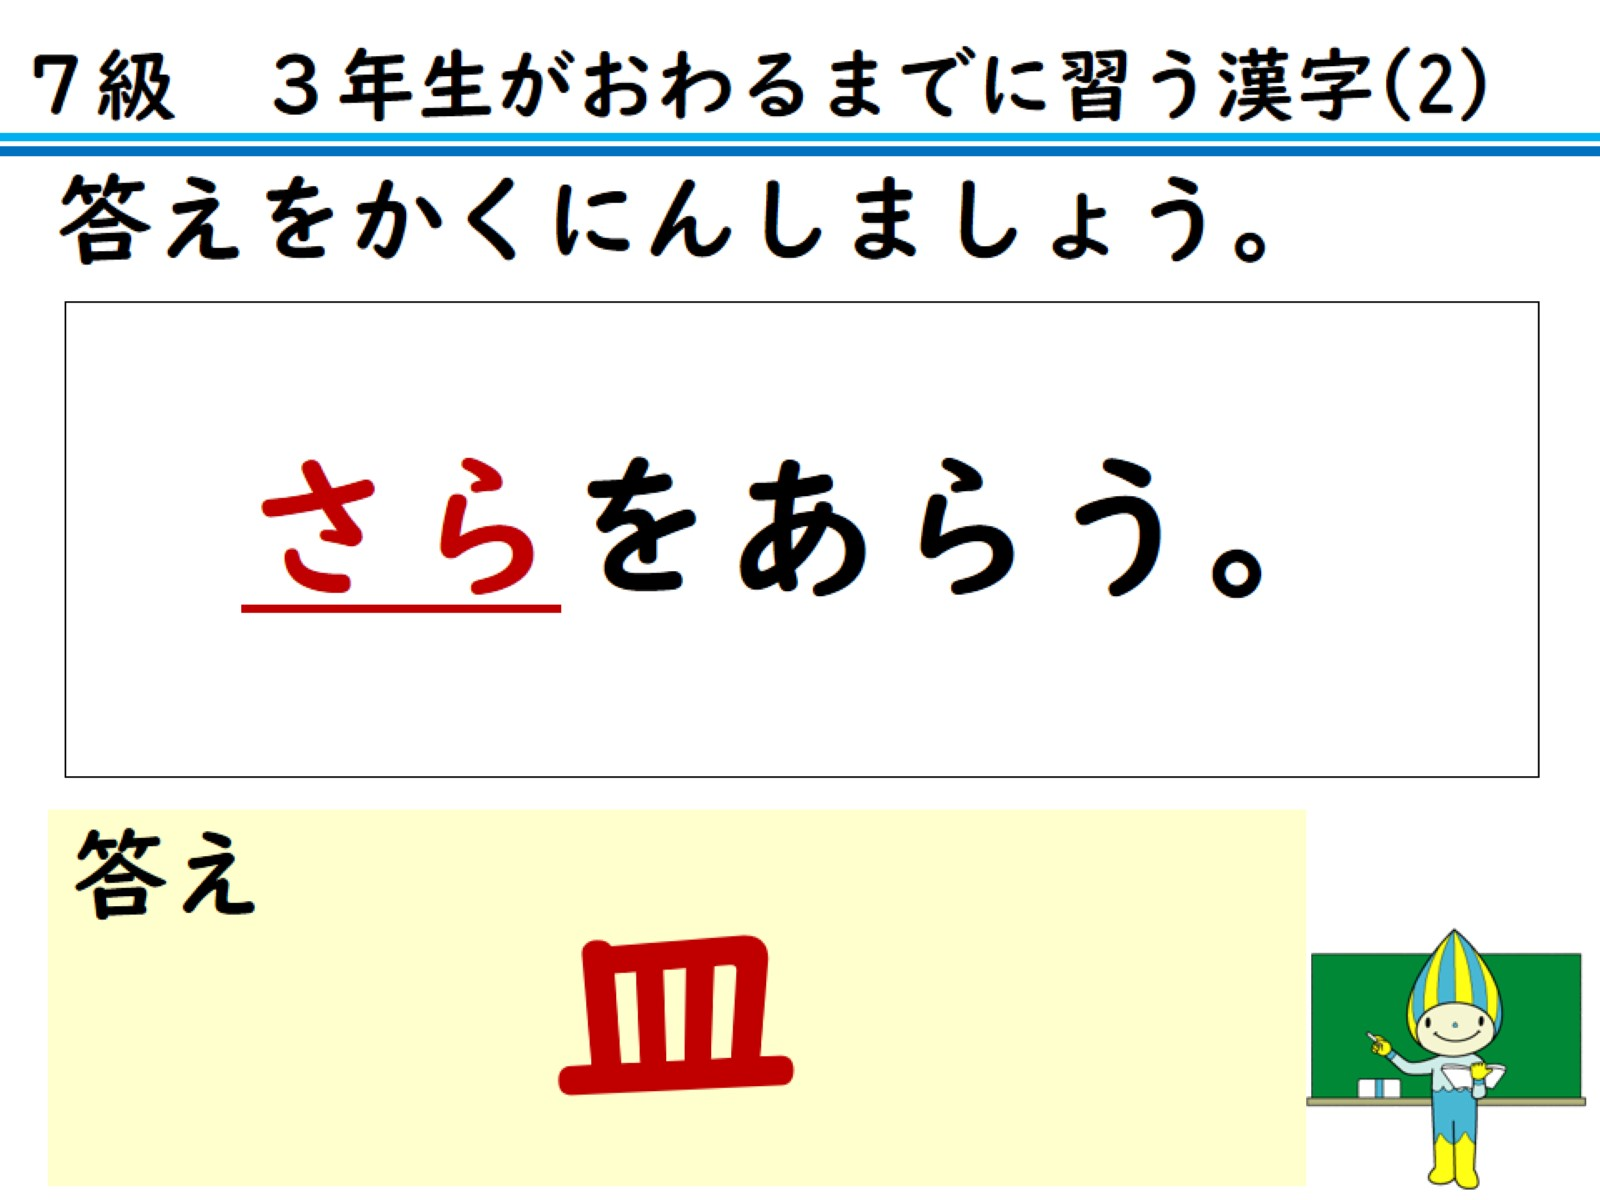 ７級　３年生がおわるまでに習う漢字(2)
答えをかくにんしましょう。
さらをあらう。
答え
皿